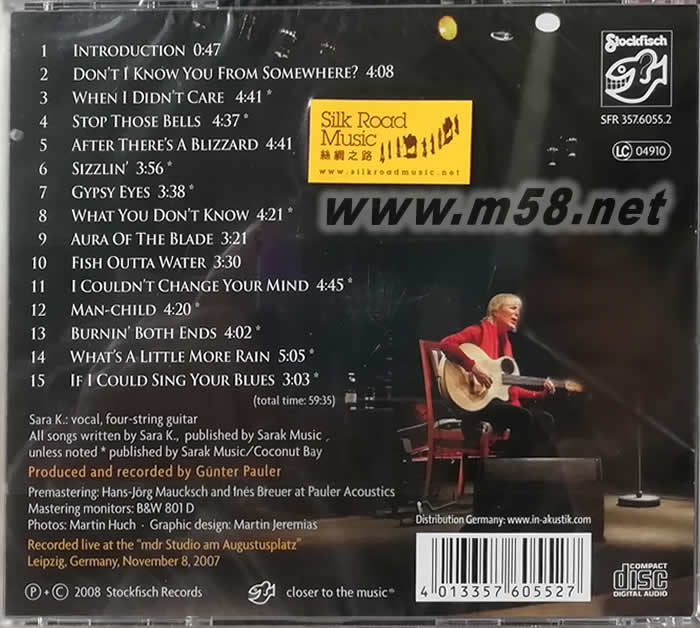 1 INTRODUCTION 0:47
2 DON'T I KNOW YOU FROM SOMEWHERE? 4:08
3 WHEN I DIDN'T CARE 4:41 *
4 STOP THOSE BELLS 4:37 *
5 AFTER THERE'S A BLIZZARD 4:41
6 SIZZLIN' 3:56 *
7 GYPSY EYES 3:38 *
8 WHAT YOU DON'T KNOW 4:21 *
9 AURA OF THE BLADE 3:21
10 FISH OUTTA WATER 3:30
11 I COULDN'T CHANGE YOUR MIND 4:45 *
12 MAN-CHILD 4:20 *
13 BURNIN' BOTH ENDS 4:02 *
14 WHAT'S A LITTLE MORE RAIN 5:05 *
15 IF I COULD SING YOUR BLUES 3:03 *
(total time: 59:35)
Sara K.: vocal, four-string guitar
All songs written by Sara K., published by Sarak Music,
unless noted * published by Sarak Music/Coconut Bay
Produced and recorded by Günter Pauler
Premastering: Hans-Jörg Maucksch and Inés Breuer at Pauler Acoustics
Mastering monitors: B&W 801 D
Photos: Martin Huch · Graphic design: Martin Jeremias
Recorded live at the "mdr Studio am Augustusplatz"
Leipzig, Germany, November 8, 2007
℗ + © 2008 Stockfisch Records
closer to the music®
Stockfisch
SFR 357.6055.2
LC 04910
Silk Road
Music
絲綢之路
www.silkroadmusic.net
www.m58.net
Distribution Germany: www.in-akustik.com
4 013357 605527
COMPACT
disc
DIGITAL AUDIO